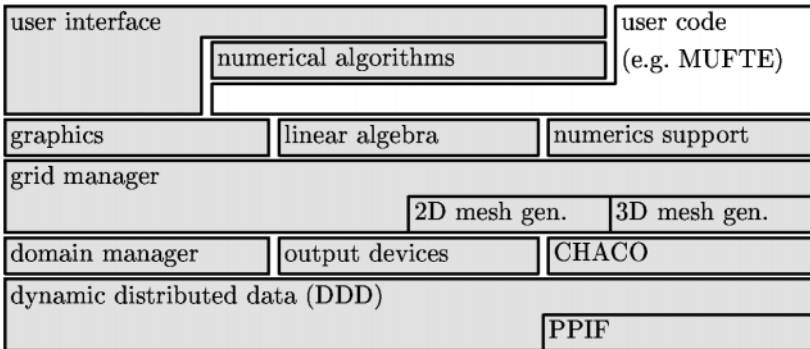 user interface
user code
numerical algorithms
(e.g. MUFTE)
graphics
linear algebra
numerics support
grid manager
2D mesh gen.
3D mesh gen.
domain manager
output devices
CHACO
dynamic distributed data (DDD)
PPIF